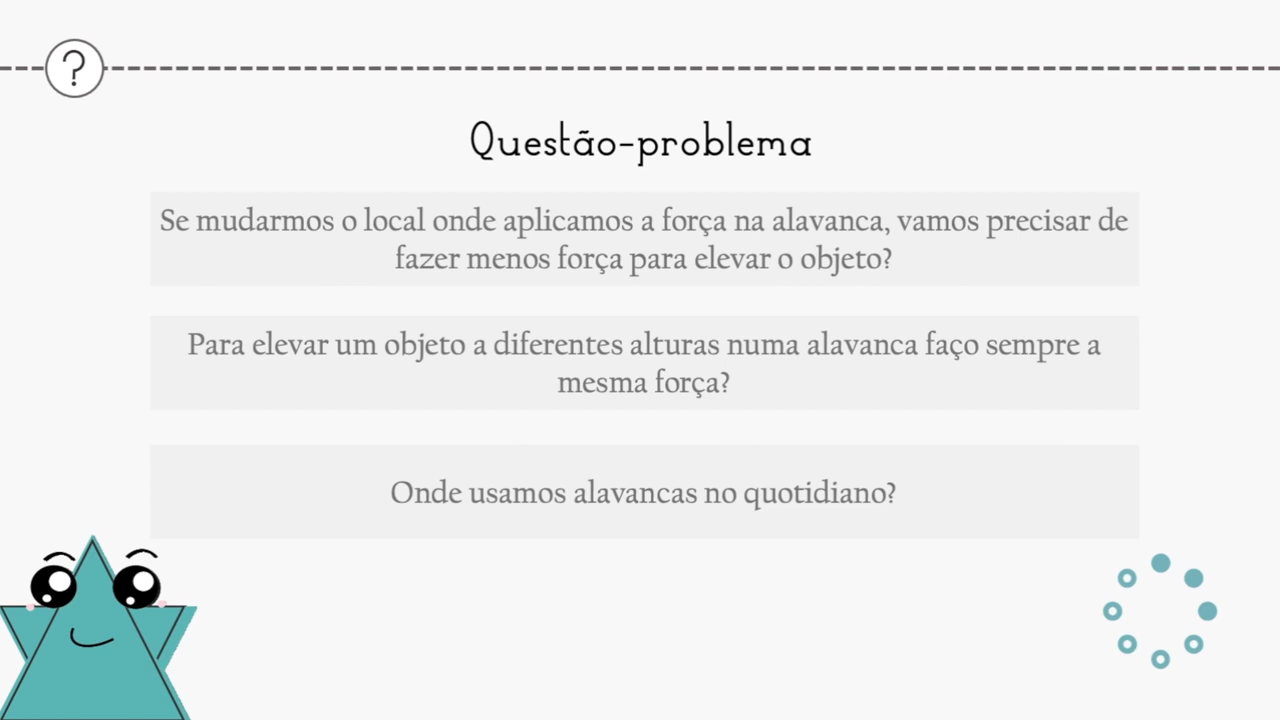 ?
Questão-problema
Se mudarmos o local onde aplicamos a força na alavanca, vamos precisar de
fazer menos força para elevar o objeto?
Para elevar um objeto a diferentes alturas numa alavanca faço sempre a
mesma força?
Onde usamos alavancas no quotidiano?